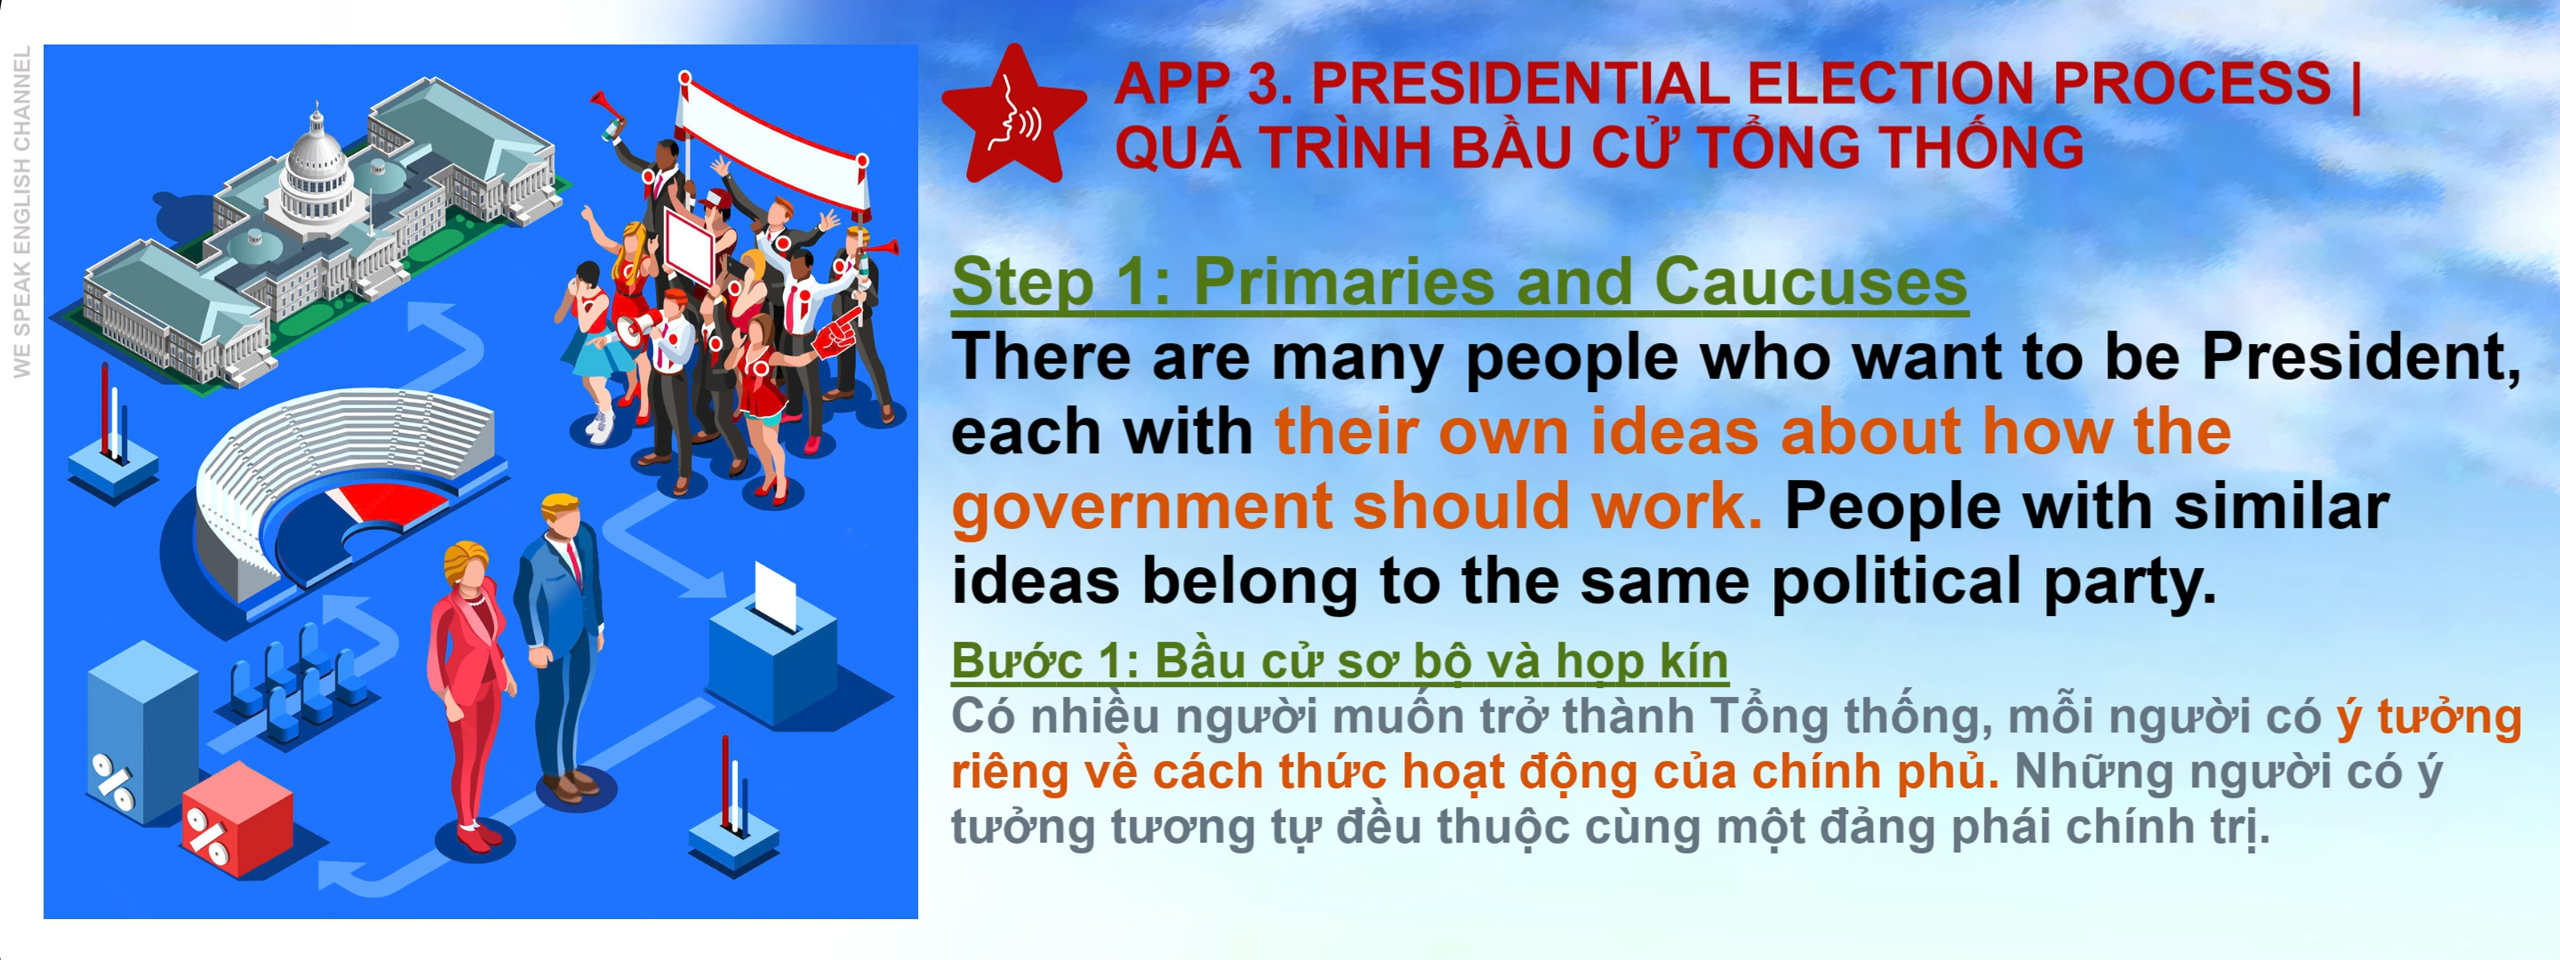 WE SPEAK ENGLISH CHANNEL
APP 3. PRESIDENTIAL ELECTION PROCESS |
QUÁ TRÌNH BẦU CỬ TỔNG THỐNG
Step 1: Primaries and Caucuses
There are many people who want to be President,
each with their own ideas about how the
government should work. People with similar
ideas belong to the same political party.
Bước 1: Bầu cử sơ bộ và họp kín
Có nhiều người muốn trở thành Tổng thống, mỗi người có ý tưởng
riêng về cách thức hoạt động của chính phủ. Những người có ý
tưởng tương tự đều thuộc cùng một đảng phái chính trị.
%
%